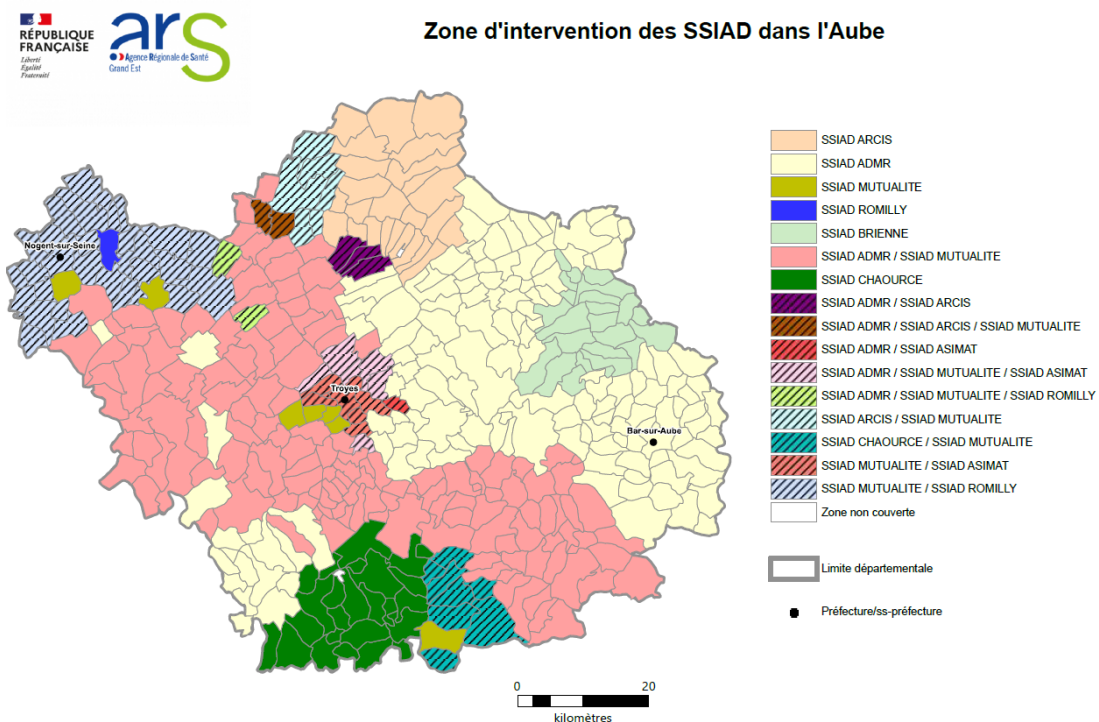 RÉPUBLIQUE
FRANÇAISE
Liberté
Égalité
Fraternité
ars
Agence Régionale de Santé
Grand Est
Zone d'intervention des SSIAD dans l'Aube
SSIAD ARCIS
SSIAD ADMR
SSIAD MUTUALITE
SSIAD ROMILLY
SSIAD BRIENNE
SSIAD ADMR / SSIAD MUTUALITE
SSIAD CHAOURCE
SSIAD ADMR / SSIAD ARCIS
SSIAD ADMR / SSIAD ARCIS / SSIAD MUTUALITE
SSIAD ADMR / SSIAD ASIMAT
SSIAD ADMR / SSIAD MUTUALITE / SSIAD ASIMAT
SSIAD ADMR / SSIAD MUTUALITE / SSIAD ROMILLY
SSIAD ARCIS / SSIAD MUTUALITE
SSIAD CHAOURCE / SSIAD MUTUALITE
SSIAD MUTUALITE / SSIAD ASIMAT
SSIAD MUTUALITE / SSIAD ROMILLY
Zone non couverte
Limite départementale
Préfecture/ss-préfecture
Nogent-sur-Seine
Troyes
Bar-sur-Aube
0 20
kilomètres